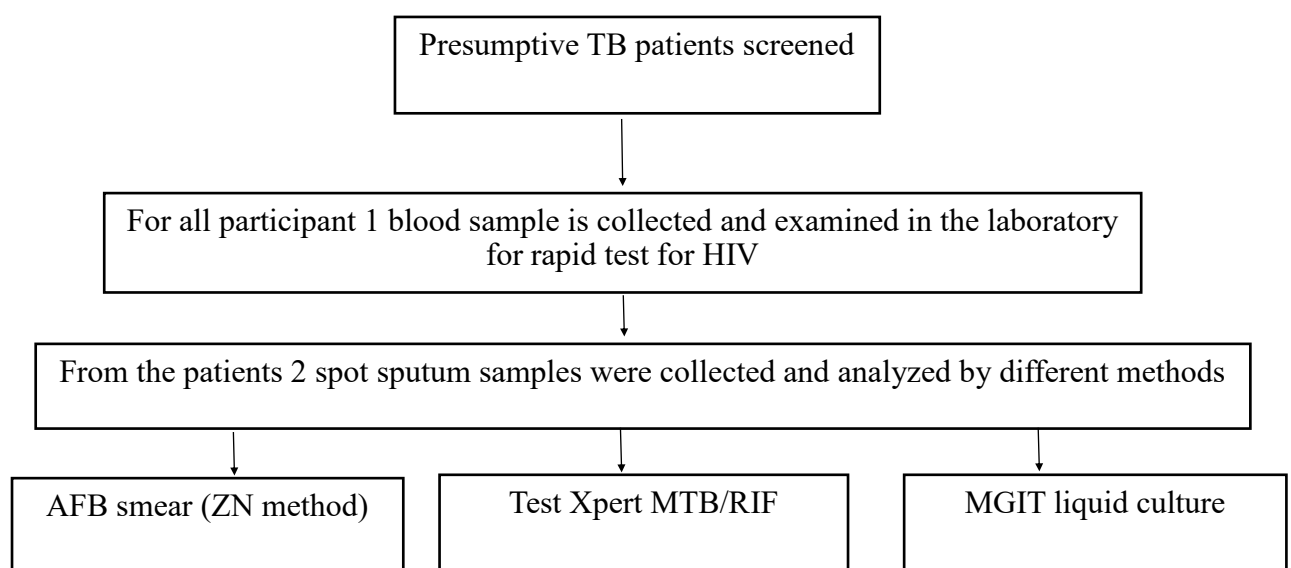 Presumptive TB patients screened
For all participant 1 blood sample is collected and examined in the laboratory
for rapid test for HIV
From the patients 2 spot sputum samples were collected and analyzed by different methods
AFB smear (ZN method)
Test Xpert MTB/RIF
MGIT liquid culture